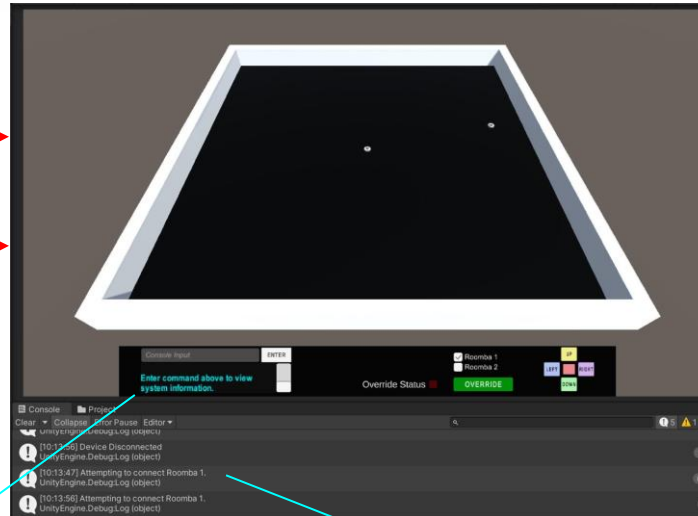 Console Input
ENTER
Enter command above to view
system information.
Override Status
Roomba 1
Roomba 2
OVERRIDE
UP
LEFT
RIGHT
DOWN
Console
Project
Clear
Collapse
Error Pause
Editor
5
1
UnityEngine.Debug:Log (object)
[10:13:56] Device Disconnected
UnityEngine.Debug:Log (object)
[10:13:47] Attempting to connect Roomba 1.
UnityEngine.Debug:Log (object)
[10:13:56] Attempting to connect Roomba 1.
UnityEngine.Debug:Log (object)